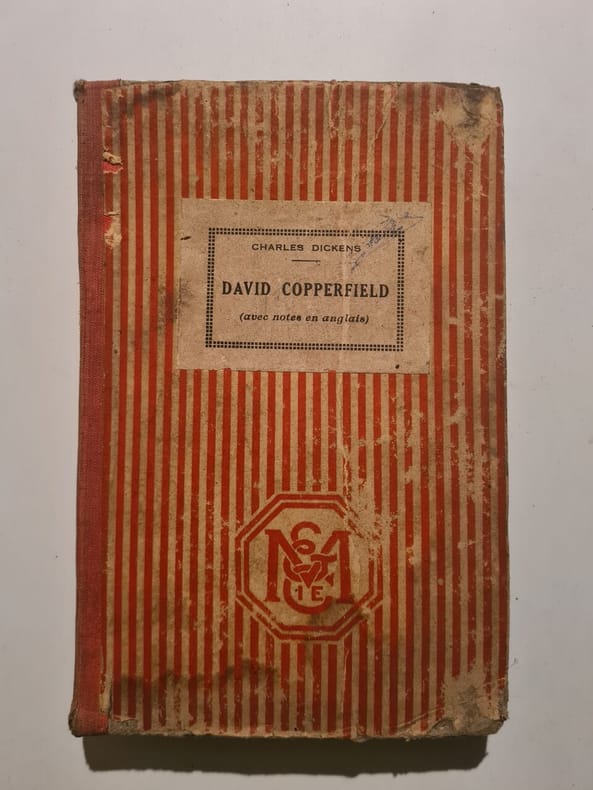 CHARLES DICKENS
DAVID COPPERFIELD
(avec notes en anglais)